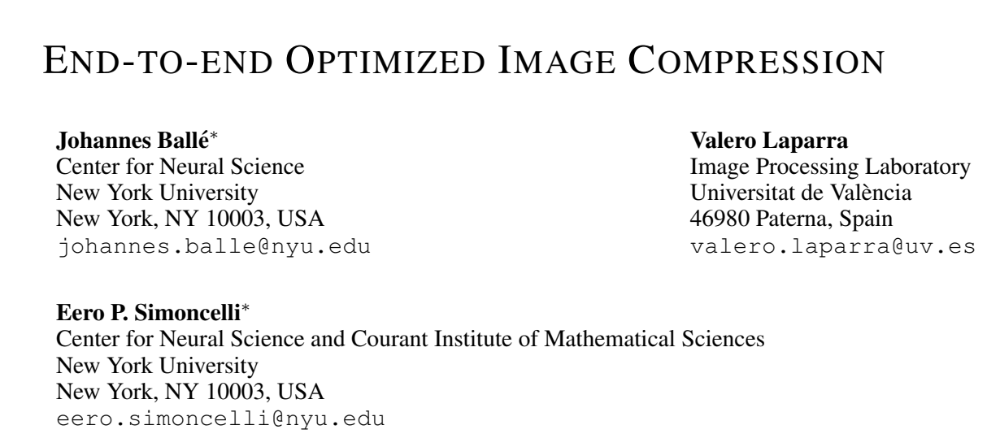 END-TO-END OPTIMIZED IMAGE COMPRESSION
Johannes Ballé*
Center for Neural Science
New York University
New York, NY 10003, USA
johannes.balle@nyu.edu
Valero Laparra
Image Processing Laboratory
Universitat de València
46980 Paterna, Spain
valero.laparra@uv.es
Eero P. Simoncelli*
Center for Neural Science and Courant Institute of Mathematical Sciences
New York University
New York, NY 10003, USA
eero.simoncelli@nyu.edu